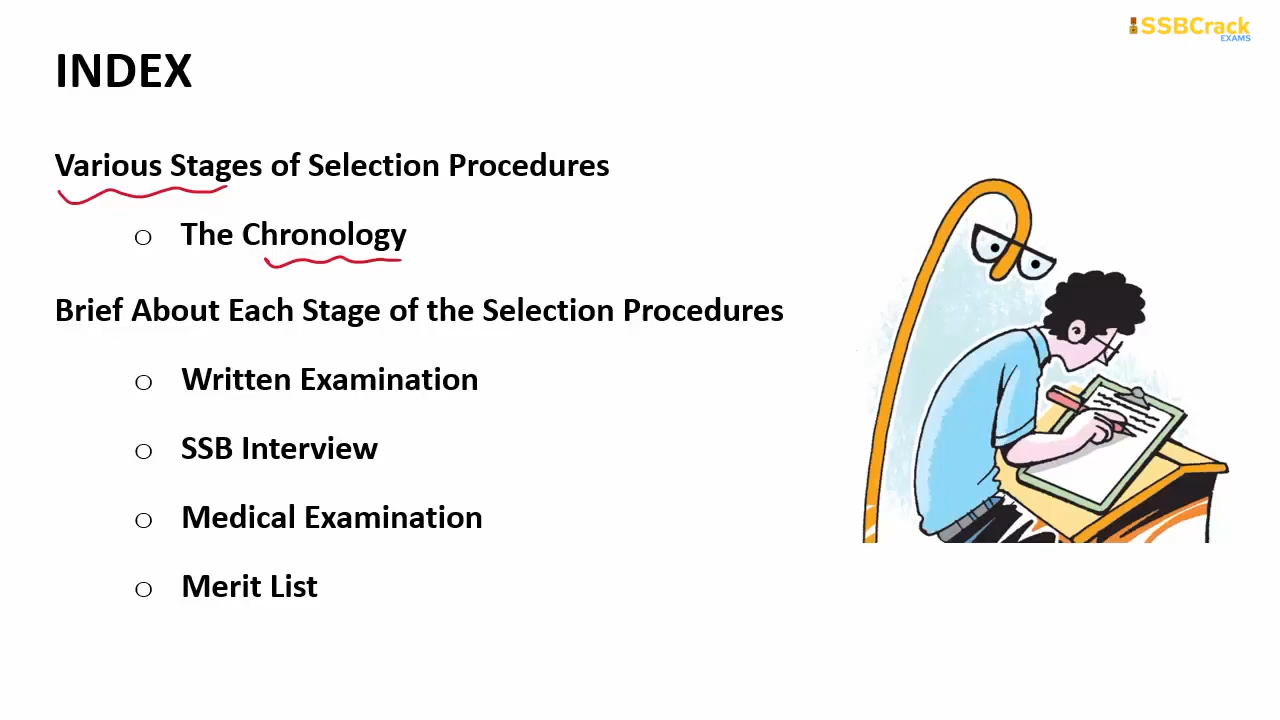 SSBCrack
EXAMS
INDEX
Various Stages of Selection Procedures
o The Chronology
Brief About Each Stage of the Selection Procedures
o Written Examination
o SSB Interview
o Medical Examination
o Merit List